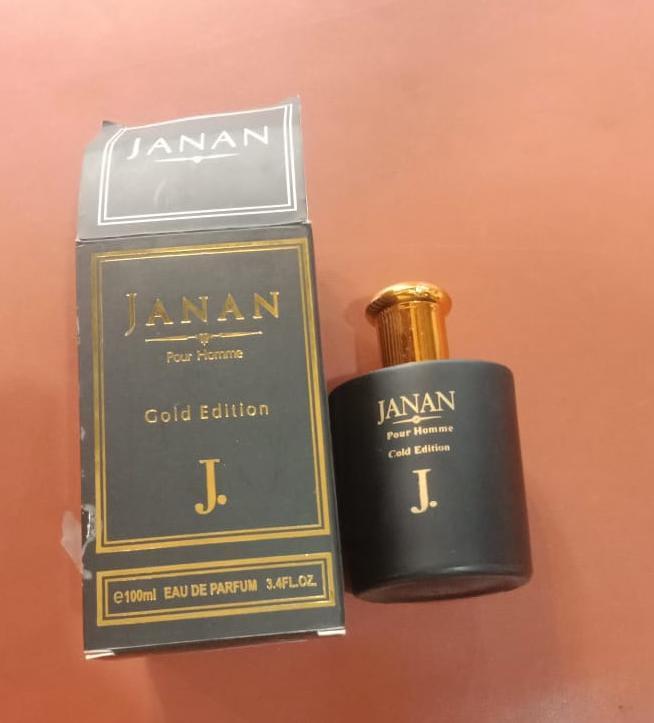 JANAN
JANAN
Pour Homme
Gold Edition
J.
℮100ml EAU DE PARFUM 3.4FL.OZ.
JANAN
Pour Homme
Gold Edition
J.